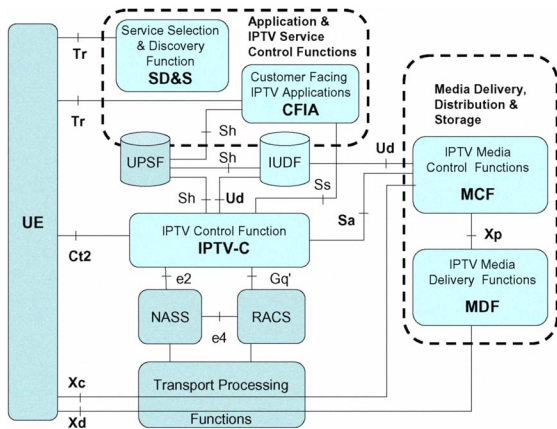 Service Selection
& Discovery
Function
SD&S
Application &
IPTV Service
Control Functions
Tr
Customer Facing
IPTV Applications
CFIA
Tr
Media Delivery,
Distribution &
Storage
Sh
UPSF
Sh
IUDF
Ud
IPTV Media
Control Functions
MCF
Sh
Ud
Ss
Sa
UE
IPTV Control Function
IPTV-C
Ct2
Xp
IPTV Media
Delivery Functions
MDF
e2
Gq'
NASS
RACS
e4
Transport Processing
Functions
Xc
Xd